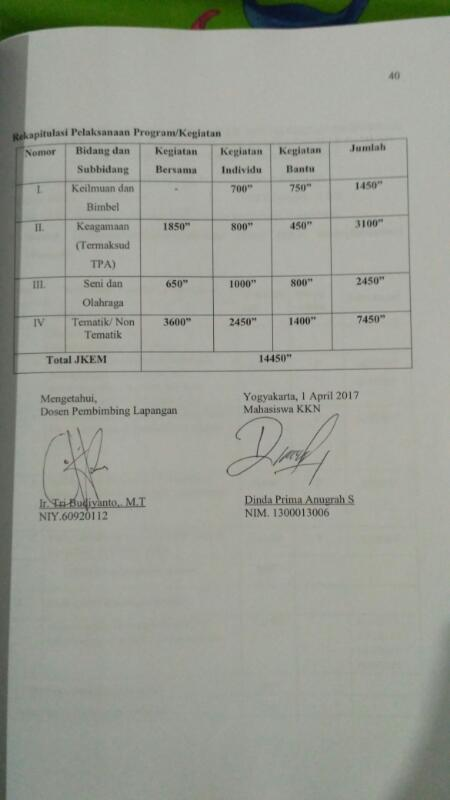 40
Rekapitulasi Pelaksanaan Program/Kegiatan
Nomor Bidang dan Subbidang Kegiatan Bersama Kegiatan Individu Kegiatan Bantu Jumlah
I. Keilmuan dan Bimbel - 700” 750” 1450”
II. Keagamaan (Termaksud TPA) 1850” 800” 450” 3100”
III. Seni dan Olahraga 650” 1000” 800” 2450”
IV Tematik/ Non Tematik 3600” 2450” 1400” 7450”
Total JKEM 14450”
Mengetahui,
Dosen Pembimbing Lapangan
Ir. Tri Budiyanto,. M.T
NIY.60920112
Yogyakarta, 1 April 2017
Mahasiswa KKN
Dinda Prima Anugrah S
NIM. 1300013006